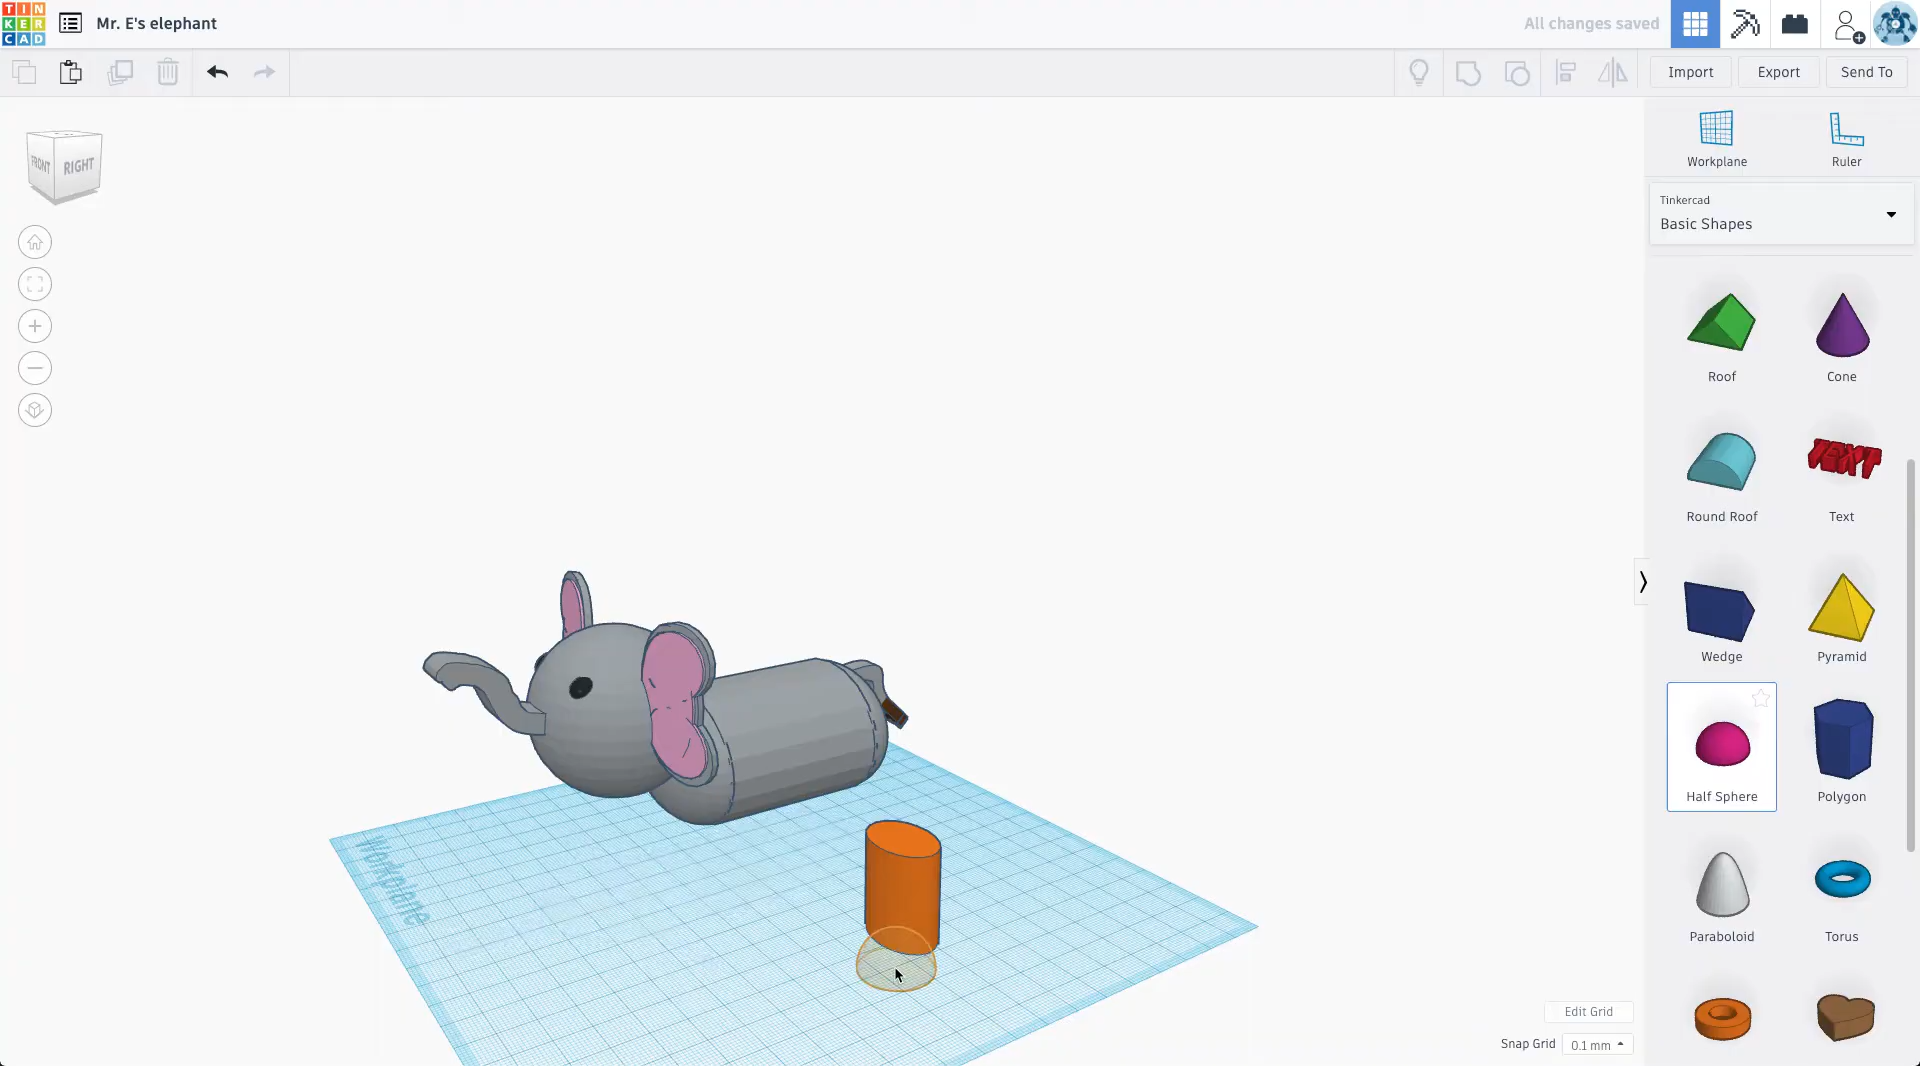 TIN
KER
CAD
Mr. E's elephant
All changes saved
Import
Export
Send To
FRONT
RIGHT
Workplane
Ruler
Tinkercad
Basic Shapes
Roof
Cone
Round Roof
TEXT
Text
Wedge
Pyramid
Half Sphere
Polygon
Paraboloid
Torus
Workplane
Edit Grid
Snap Grid
0.1 mm